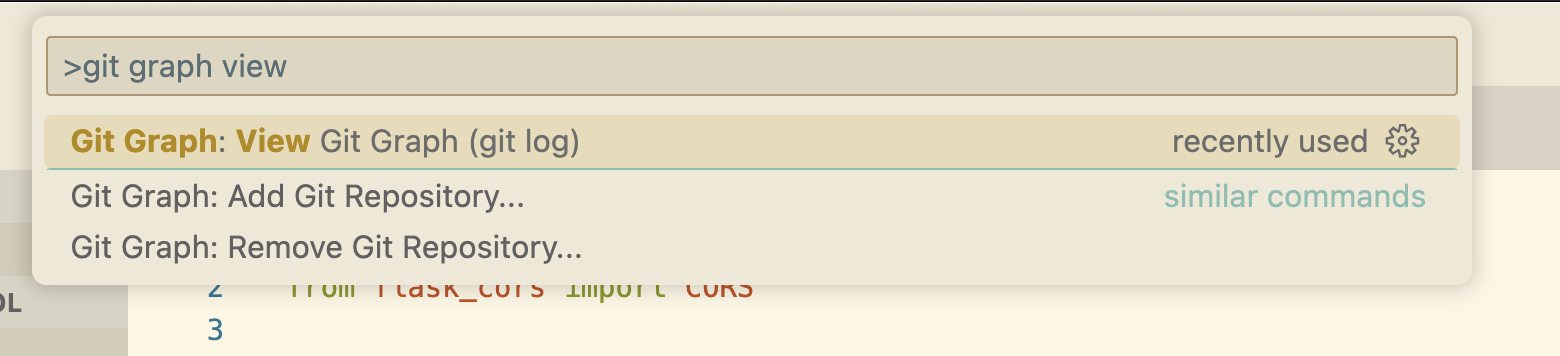 >git graph view
Git Graph: View Git Graph (git log) recently used
Git Graph: Add Git Repository... similar commands
Git Graph: Remove Git Repository...
2 from flask_cors import CORS
OL
3